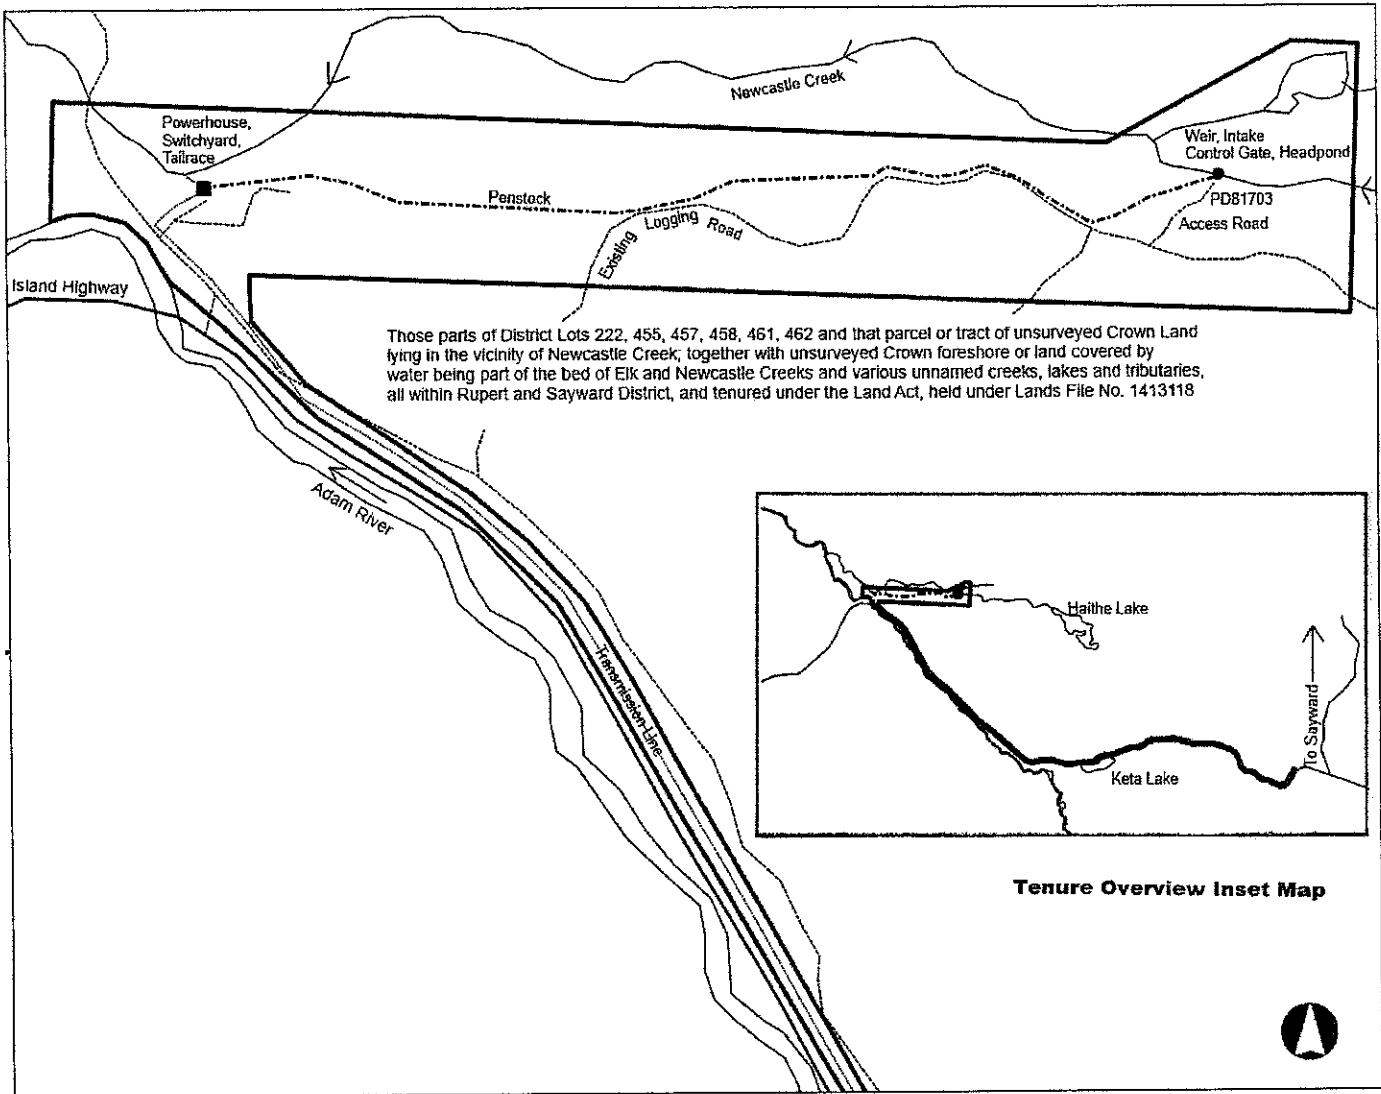 Newcastle Creek
Powerhouse,
Switchyard,
Tailrace
Weir, Intake
Control Gate, Headpond
PD81703
Access Road
Penstock
Existing Logging Road
Island Highway
Those parts of District Lots 222, 455, 457, 458, 461, 462 and that parcel or tract of unsurveyed Crown Land
lying in the vicinity of Newcastle Creek; together with unsurveyed Crown foreshore or land covered by
water being part of the bed of Elk and Newcastle Creeks and various unnamed creeks, lakes and tributaries,
all within Rupert and Sayward District, and tenured under the Land Act, held under Lands File No. 1413118
Adam River
Transmission Line
Haithe Lake
To Sayward
Keta Lake
Tenure Overview Inset Map